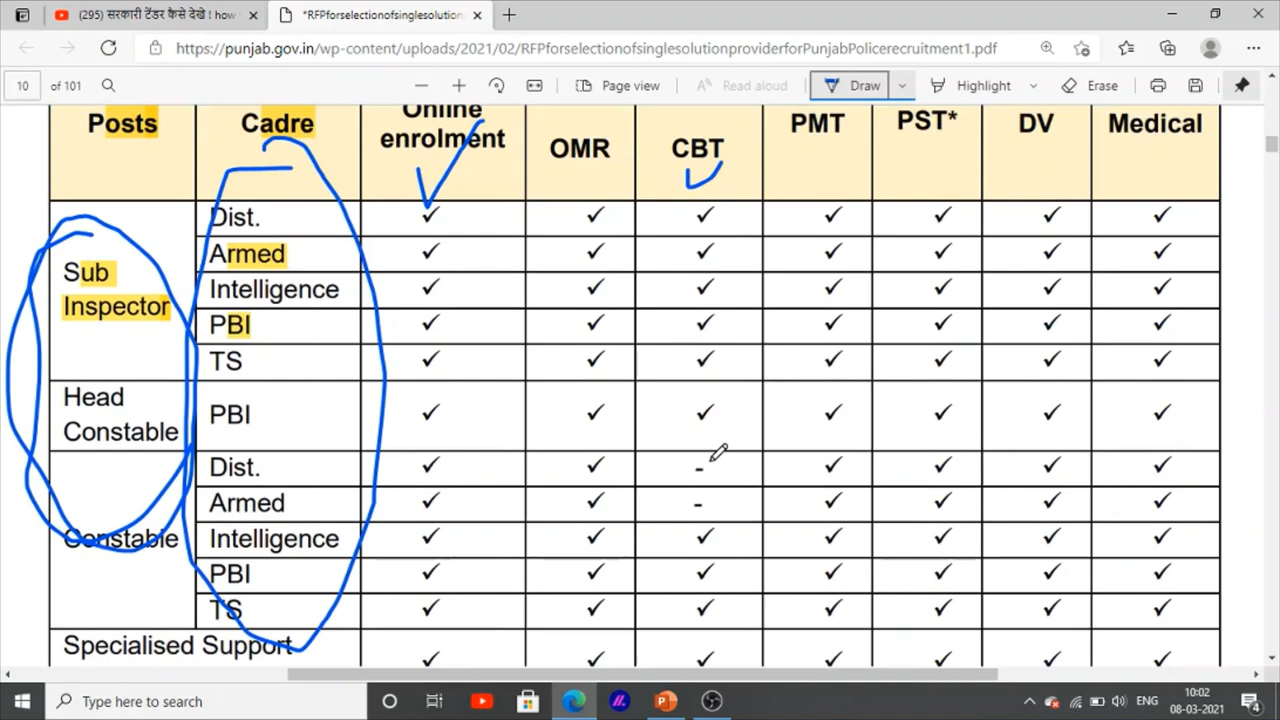 (295) सरकारी टेंडर कैसे देखे ! how
*RFPforselectionofsinglesolution
https://punjab.gov.in/wp-content/uploads/2021/02/RFPforselectionofsinglesolutionproviderforPunjabPolicerecruitment1.pdf
10 of 101 Page view Read aloud Draw Highlight Erase
Posts Cadre Online enrolment OMR CBT PMT PST* DV Medical
Sub Inspector Dist. ✓ ✓ ✓ ✓ ✓ ✓ ✓
Armed ✓ ✓ ✓ ✓ ✓ ✓ ✓
Intelligence ✓ ✓ ✓ ✓ ✓ ✓ ✓
PBI ✓ ✓ ✓ ✓ ✓ ✓ ✓
TS ✓ ✓ ✓ ✓ ✓ ✓ ✓
Head Constable PBI ✓ ✓ ✓ ✓ ✓ ✓ ✓
Constable Dist. ✓ ✓ - ✓ ✓ ✓ ✓
Armed ✓ ✓ - ✓ ✓ ✓ ✓
Intelligence ✓ ✓ ✓ ✓ ✓ ✓ ✓
PBI ✓ ✓ ✓ ✓ ✓ ✓ ✓
TS ✓ ✓ ✓ ✓ ✓ ✓ ✓
Specialised Support ✓ ✓ ✓ ✓ ✓ ✓ ✓
Type here to search
ENG
10:02
08-03-2021
4